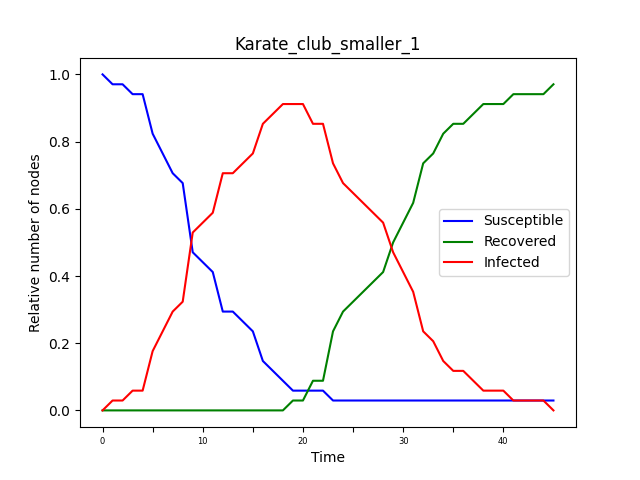 Karate_club_smaller_1
Relative number of nodes
1.0
0.8
0.6
0.4
0.2
0.0
Susceptible
Recovered
Infected
0 10 20 30 40
Time